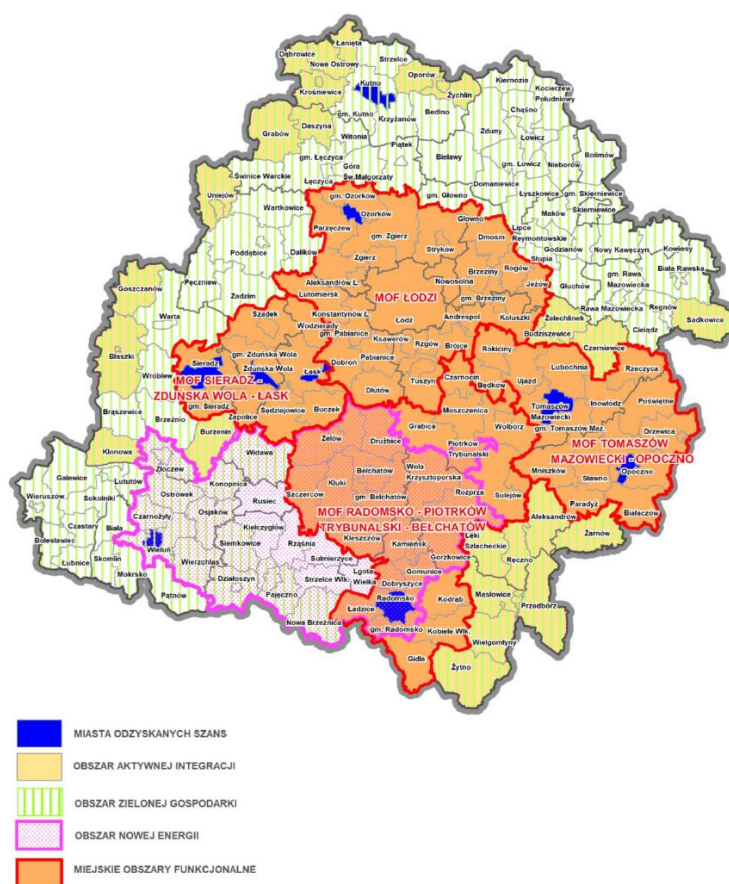 Łanięta
Dąbrowice
Strzelce
Nowe Ostrowy
Kutno
Oporów
Krośniewice
Żychlin
Kiernozia
Kocierzew
Południowy
gm. Kutno
Bedlno
Chąśno
Daszyna
Krzyżanów
Zduny
Łowicz
Grabów
Witonia
Piątek
Bolimów
gm. Łęczyca
Bielawy
gm. Łowicz
Nieborów
Góra
Św.Małgorzaty
Świnice Warckie
Łęczyca
Domaniewice
Łyszkowice
gm. Skierniewice
Uniejów
gm. Ozorków
gm. Głowno
Maków
Skierniewice
Wartkowice
Ozorków
Głowno
Lipce
Reymontowskie
Parzęczew
Dmosin
Godzianów
Nowy Kawęczyn
Kowiesy
gm. Zgierz
Stryków
Słupia
Poddębice
Dalików
Zgierz
Rogów
gm. Rawa
Mazowiecka
Biała Rawska
Goszczanów
Pęczniew
Brzeziny
Jeżów
Głuchów
Aleksandrów Ł.
Nowosolna
Rawa Mazowiecka
Regnów
Zadzim
Lutomiersk
MOF ŁODZI
gm. Brzeziny
Sadkowice
Warta
Szadek
Konstantynów Ł.
Łódź
Andrespol
Koluszki
Żelechlinek
Cielądz
Wodzierady
gm. Pabianice
Budziszewice
Błaszki
Sieradz
gm. Zduńska Wola
Ksawerów
Rzgów
Brójce
Rokiciny
Czerniewice
Zduńska Wola
Łask
Dobroń
Pabianice
Lubochnia
Rzeczyca
Wróblew
MOF SIERADZ -
ZDUŃSKA WOLA - ŁASK
Tuszyn
Czarnocin
Będków
Ujazd
Tomaszów
Mazowiecki
Inowłódz
Poświętne
Brąszewice
gm. Sieradz
Zapolice
Sędziejowice
Buczek
Dłutów
Moszczenica
gm. Tomaszów Maz.
Drzewica
Brzeźnio
Burzenin
Grabica
Wolbórz
MOF TOMASZÓW
MAZOWIECKI - OPOCZNO
Klonowa
Widawa
Zelów
Drużbice
Piotrków
Trybunalski
Mniszków
Sławno
Opoczno
Galewice
Lututów
Złoczew
Konopnica
Bełchatów
Wola
Krzysztoporska
Wieruszów
Sokolniki
Ostrówek
Rusiec
Szczerców
Kluki
gm. Bełchatów
Rozprza
Sulejów
Paradyż
Czastary
Biała
Czarnożyły
Osjaków
MOF RADOMSKO - PIOTRKÓW
TRYBUNALSKI - BEŁCHATÓW
Aleksandrów
Białaczów
Bolesławiec
Kiełczygłów
Kleszczów
Żarnów
Łubnice
Skomlin
Wieluń
Siemkowice
Rząśnia
Kamieńsk
Łęki
Szlacheckie
Ręczno
Mokrsko
Wierzchlas
Sulmierzyce
Gorzkowice
Działoszyn
Strzelce Wlk.
Lgota
Wielka
Gomunice
Pątnów
Pajęczno
Dobryszyce
Masłowice
Przedbórz
Radomsko
Kodrąb
Nowa Brzeźnica
Ładzice
gm. Radomsko
Kobiele Wlk.
Wielgomłyny
Gidle
Żytno
MIASTA ODZYSKANYCH SZANS
OBSZAR AKTYWNEJ INTEGRACJI
OBSZAR ZIELONEJ GOSPODARKI
OBSZAR NOWEJ ENERGII
MIEJSKIE OBSZARY FUNKCJONALNE